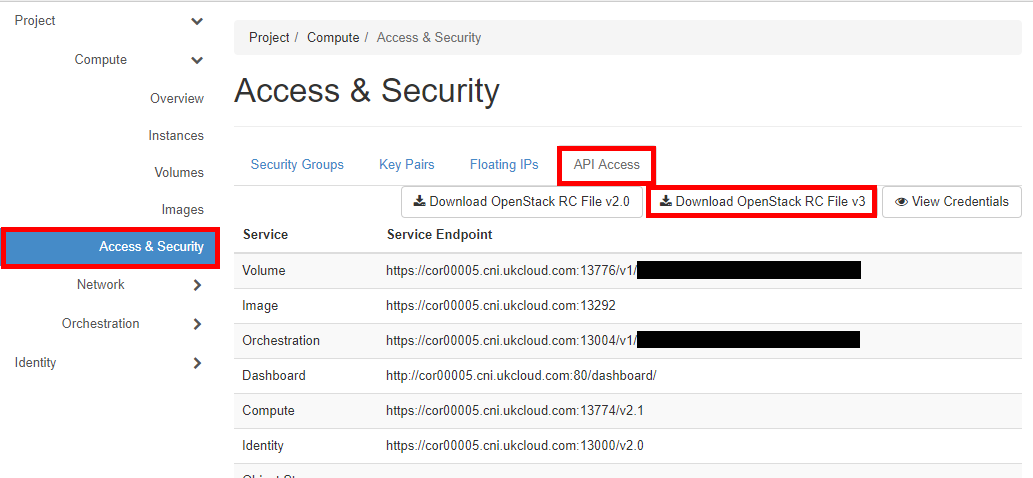 Project
Compute
Overview
Instances
Volumes
Images
Access & Security
Network
Orchestration
Identity
Project / Compute / Access & Security
Access & Security
Security Groups Key Pairs Floating IPs API Access
Download OpenStack RC File v2.0 Download OpenStack RC File v3 View Credentials
Service Service Endpoint
Volume https://cor00005.cni.ukcloud.com:13776/v1/
Image https://cor00005.cni.ukcloud.com:13292
Orchestration https://cor00005.cni.ukcloud.com:13004/v1/
Dashboard http://cor00005.cni.ukcloud.com:80/dashboard/
Compute https://cor00005.cni.ukcloud.com:13774/v2.1
Identity https://cor00005.cni.ukcloud.com:13000/v2.0